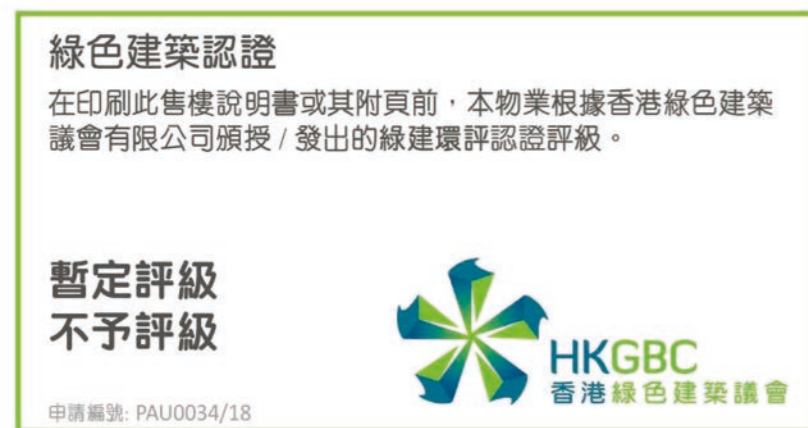 綠色建築認證
在印刷此售樓說明書或其附頁前，本物業根據香港綠色建築
議會有限公司頒授 / 發出的綠建環評認證評級。
暫定評級
不予評級
HKGBC
香港綠色建築議會
申請編號: PAU0034/18